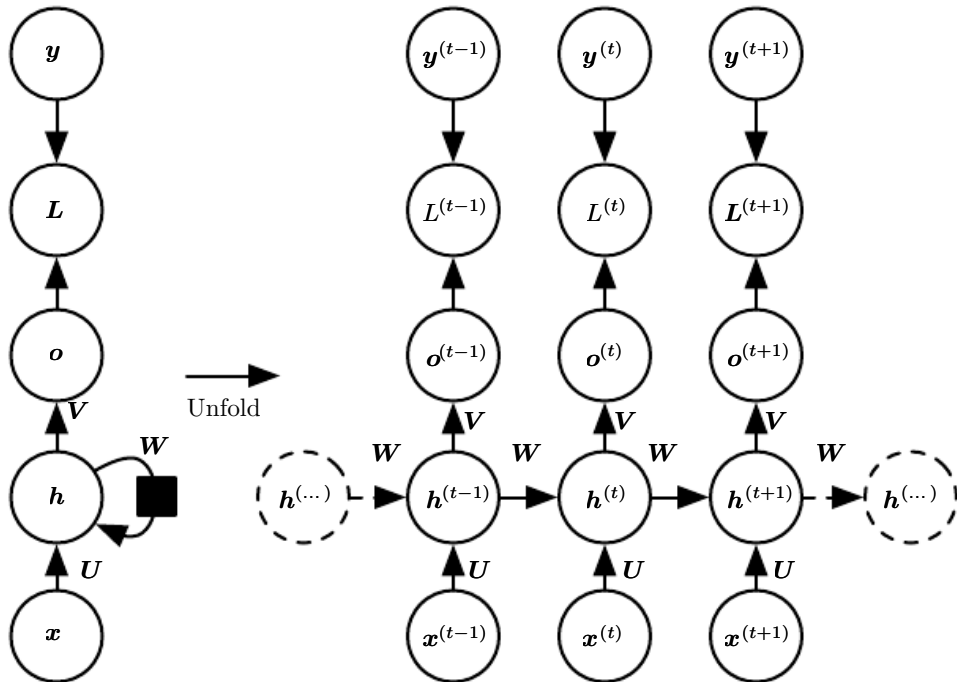 y y^(t−1) y^(t) y^(t+1)
L L^(t−1) L^(t) L^(t+1)
o o^(t−1) o^(t) o^(t+1)
Unfold
V V V V
W W W W W
h h^(...) h^(t−1) h^(t) h^(t+1) h^(...)
U U U U
x x^(t−1) x^(t) x^(t+1)